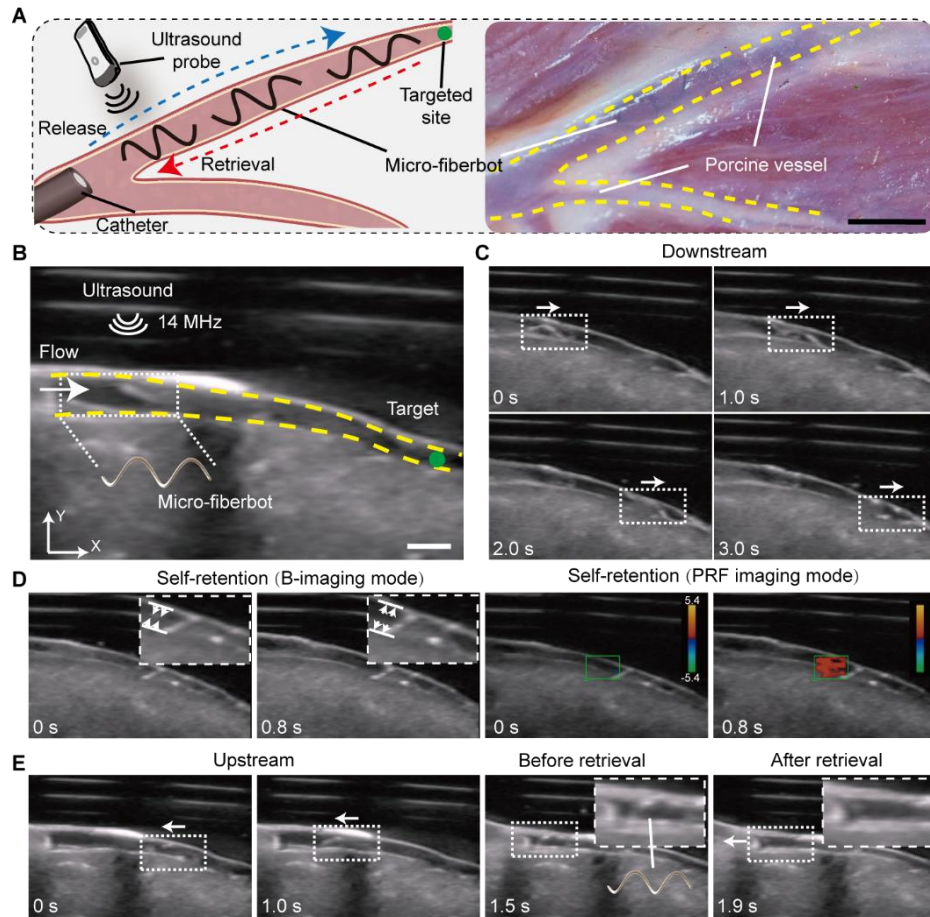 A
Ultrasound
probe
Release
Retrieval
Catheter
Targeted
site
Micro-fiberbot
Porcine vessel
B
Ultrasound
14 MHz
Flow
Target
Micro-fiberbot
Y
X
C
Downstream
0 s
1.0 s
2.0 s
3.0 s
D
Self-retention (B-imaging mode)
Self-retention (PRF imaging mode)
0 s
0.8 s
5.4
-5.4
0 s
0.8 s
E
Upstream
Before retrieval
After retrieval
0 s
1.0 s
1.5 s
1.9 s